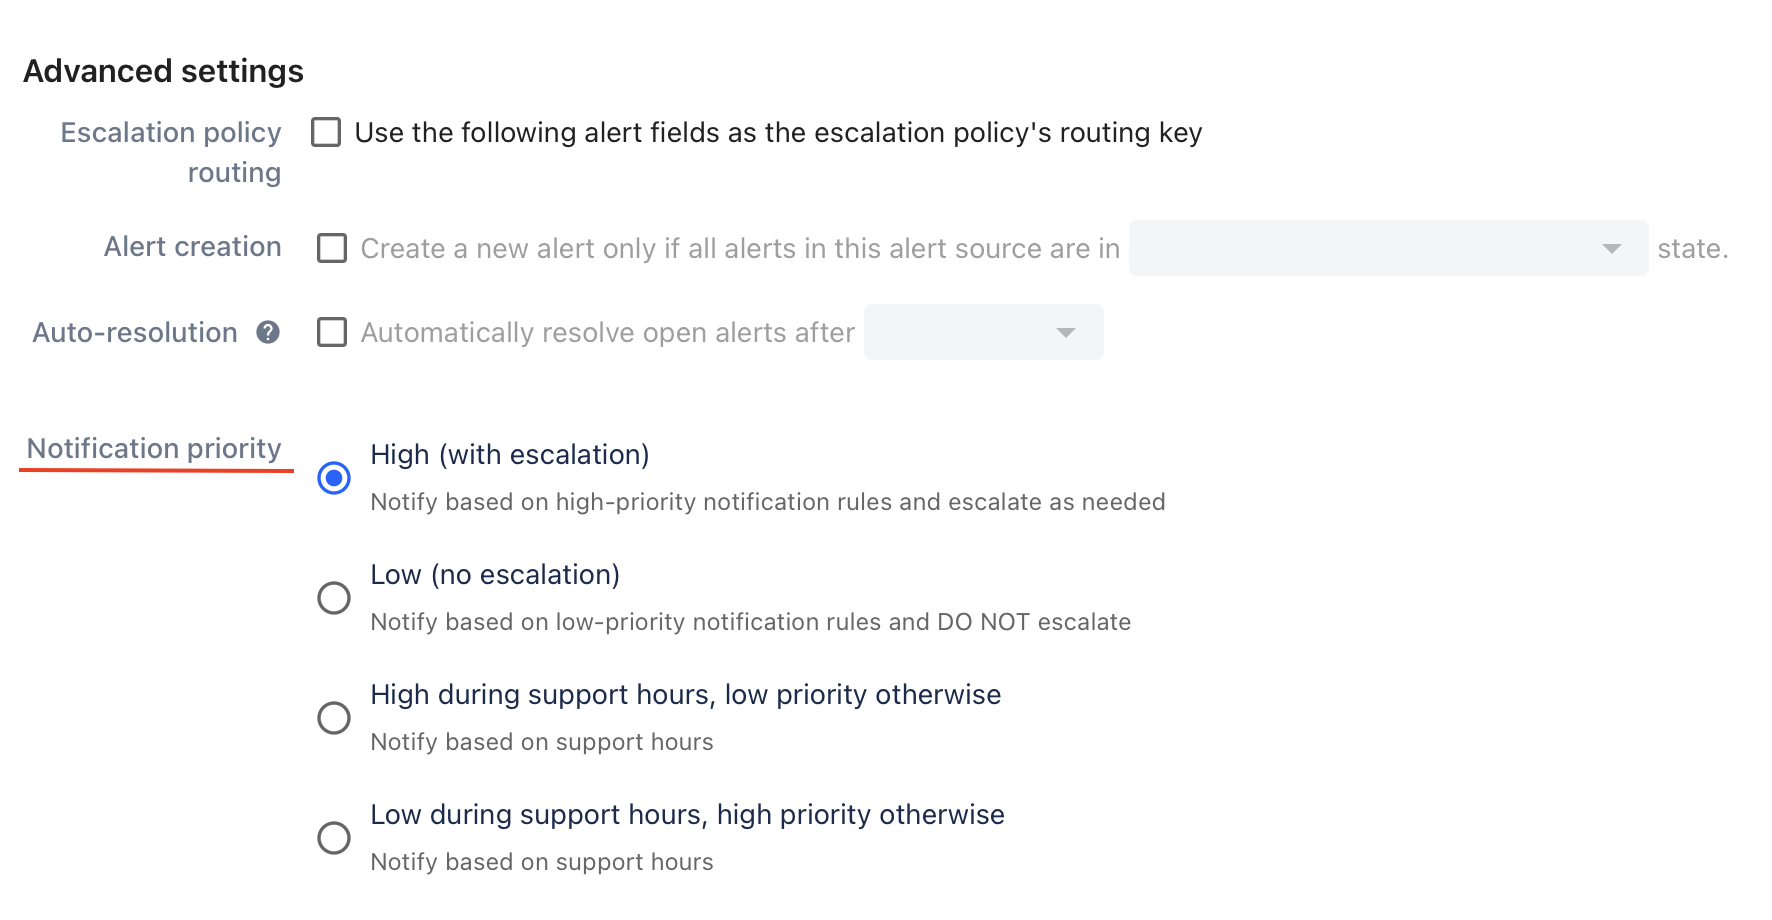 Advanced settings
Escalation policy
routing
Use the following alert fields as the escalation policy's routing key
Alert creation
Create a new alert only if all alerts in this alert source are in
state.
Auto-resolution ?
Automatically resolve open alerts after
Notification priority
High (with escalation)
Notify based on high-priority notification rules and escalate as needed
Low (no escalation)
Notify based on low-priority notification rules and DO NOT escalate
High during support hours, low priority otherwise
Notify based on support hours
Low during support hours, high priority otherwise
Notify based on support hours